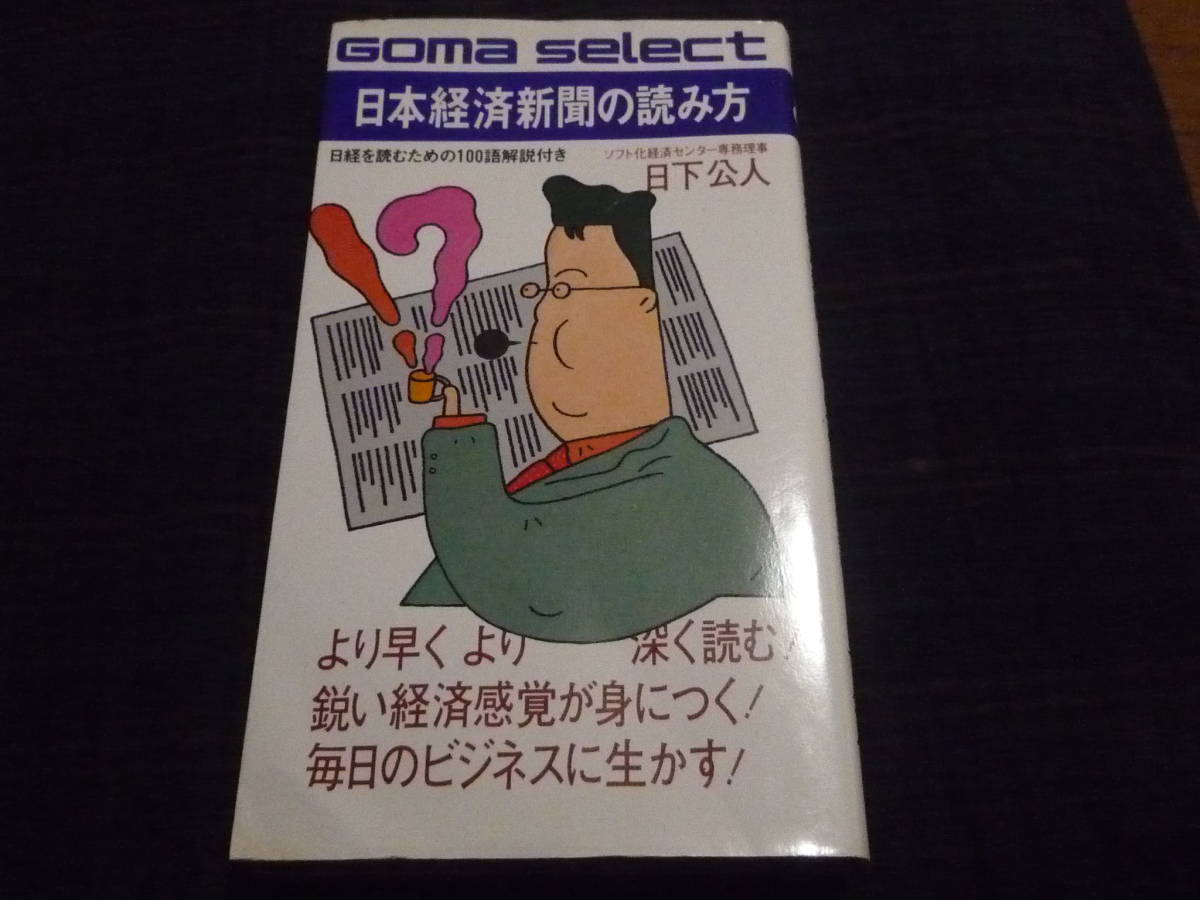 Goma select
日本経済新聞の読み方
日経を読むための100語解説付き
ソフト化経済センター専務理事
日下公人
より早く より 深く読む!
鋭い経済感覚が身につく!
毎日のビジネスに生かす!